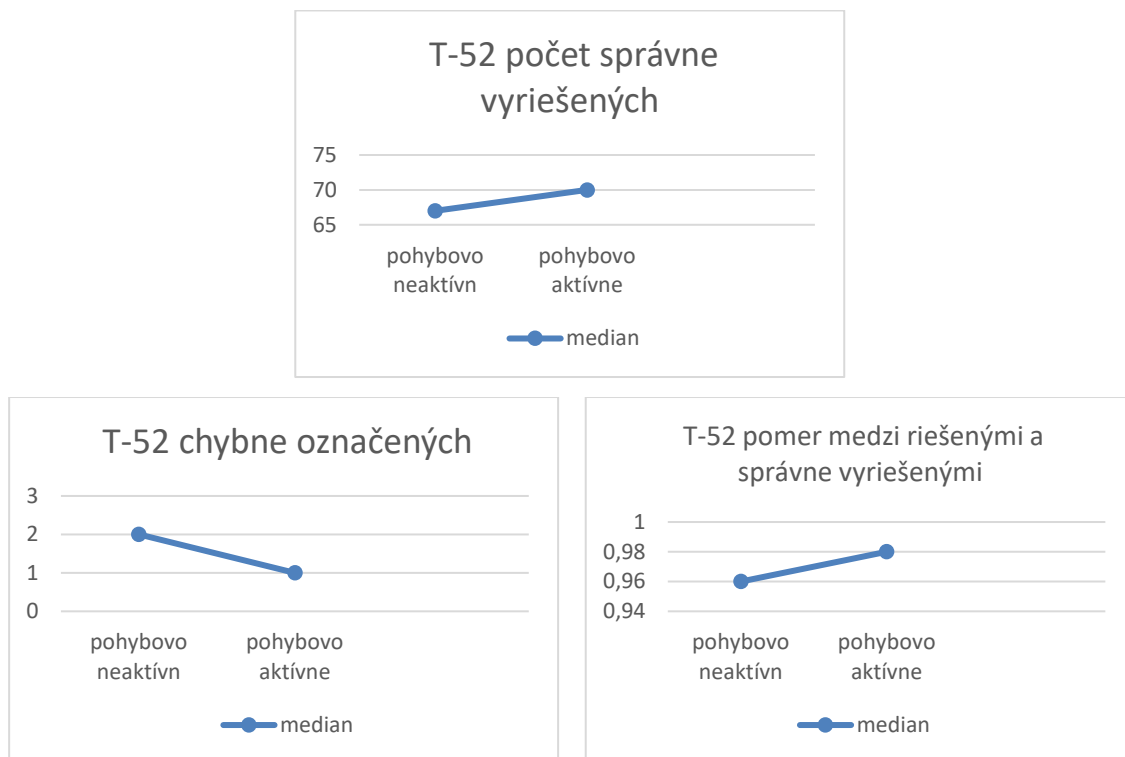 T-52 počet správne
vyriešených
75
70
65
pohybovo
neaktívn
pohybovo
aktívne
median
T-52 chybne označených
3
2
1
0
pohybovo
neaktívn
pohybovo
aktívne
median
T-52 pomer medzi riešenými a
správne vyriešenými
1
0,98
0,96
0,94
pohybovo
neaktívn
pohybovo
aktívne
median